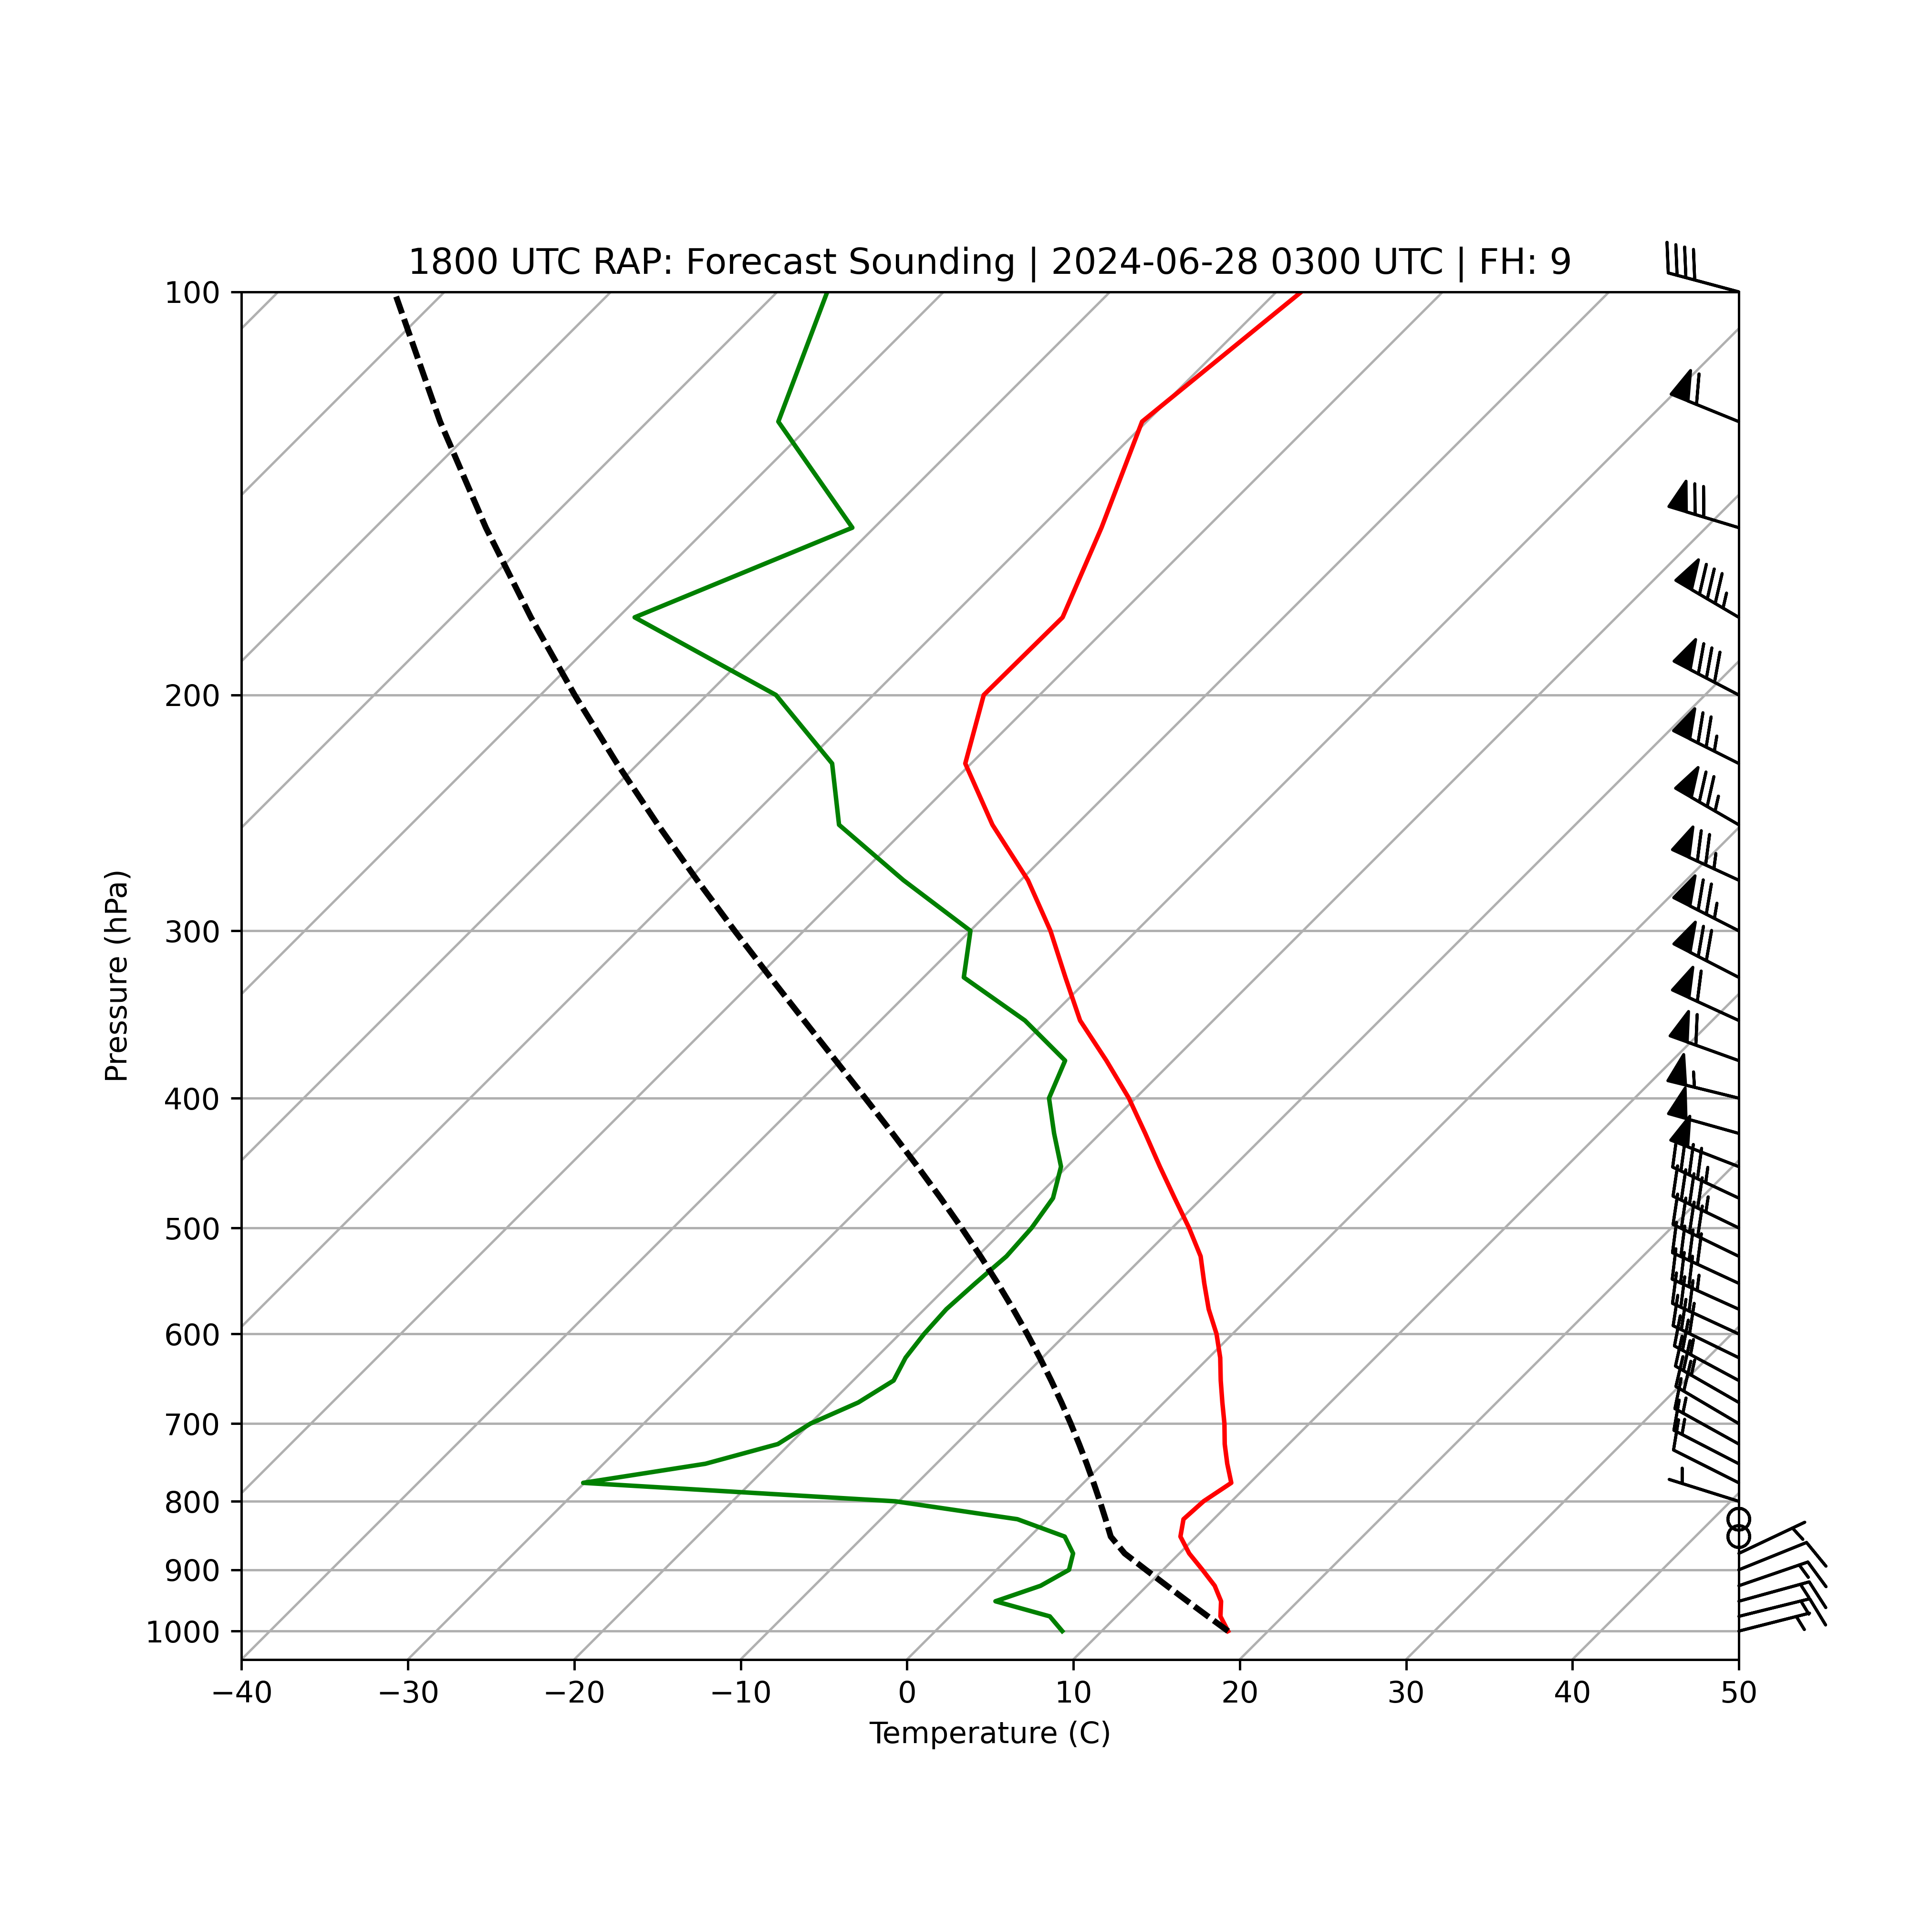 1800 UTC RAP: Forecast Sounding | 2024-06-28 0300 UTC | FH: 9
100
200
300
400
500
600
700
800
900
1000
Pressure (hPa)
−40 −30 −20 −10 0 10 20 30 40 50
Temperature (C)